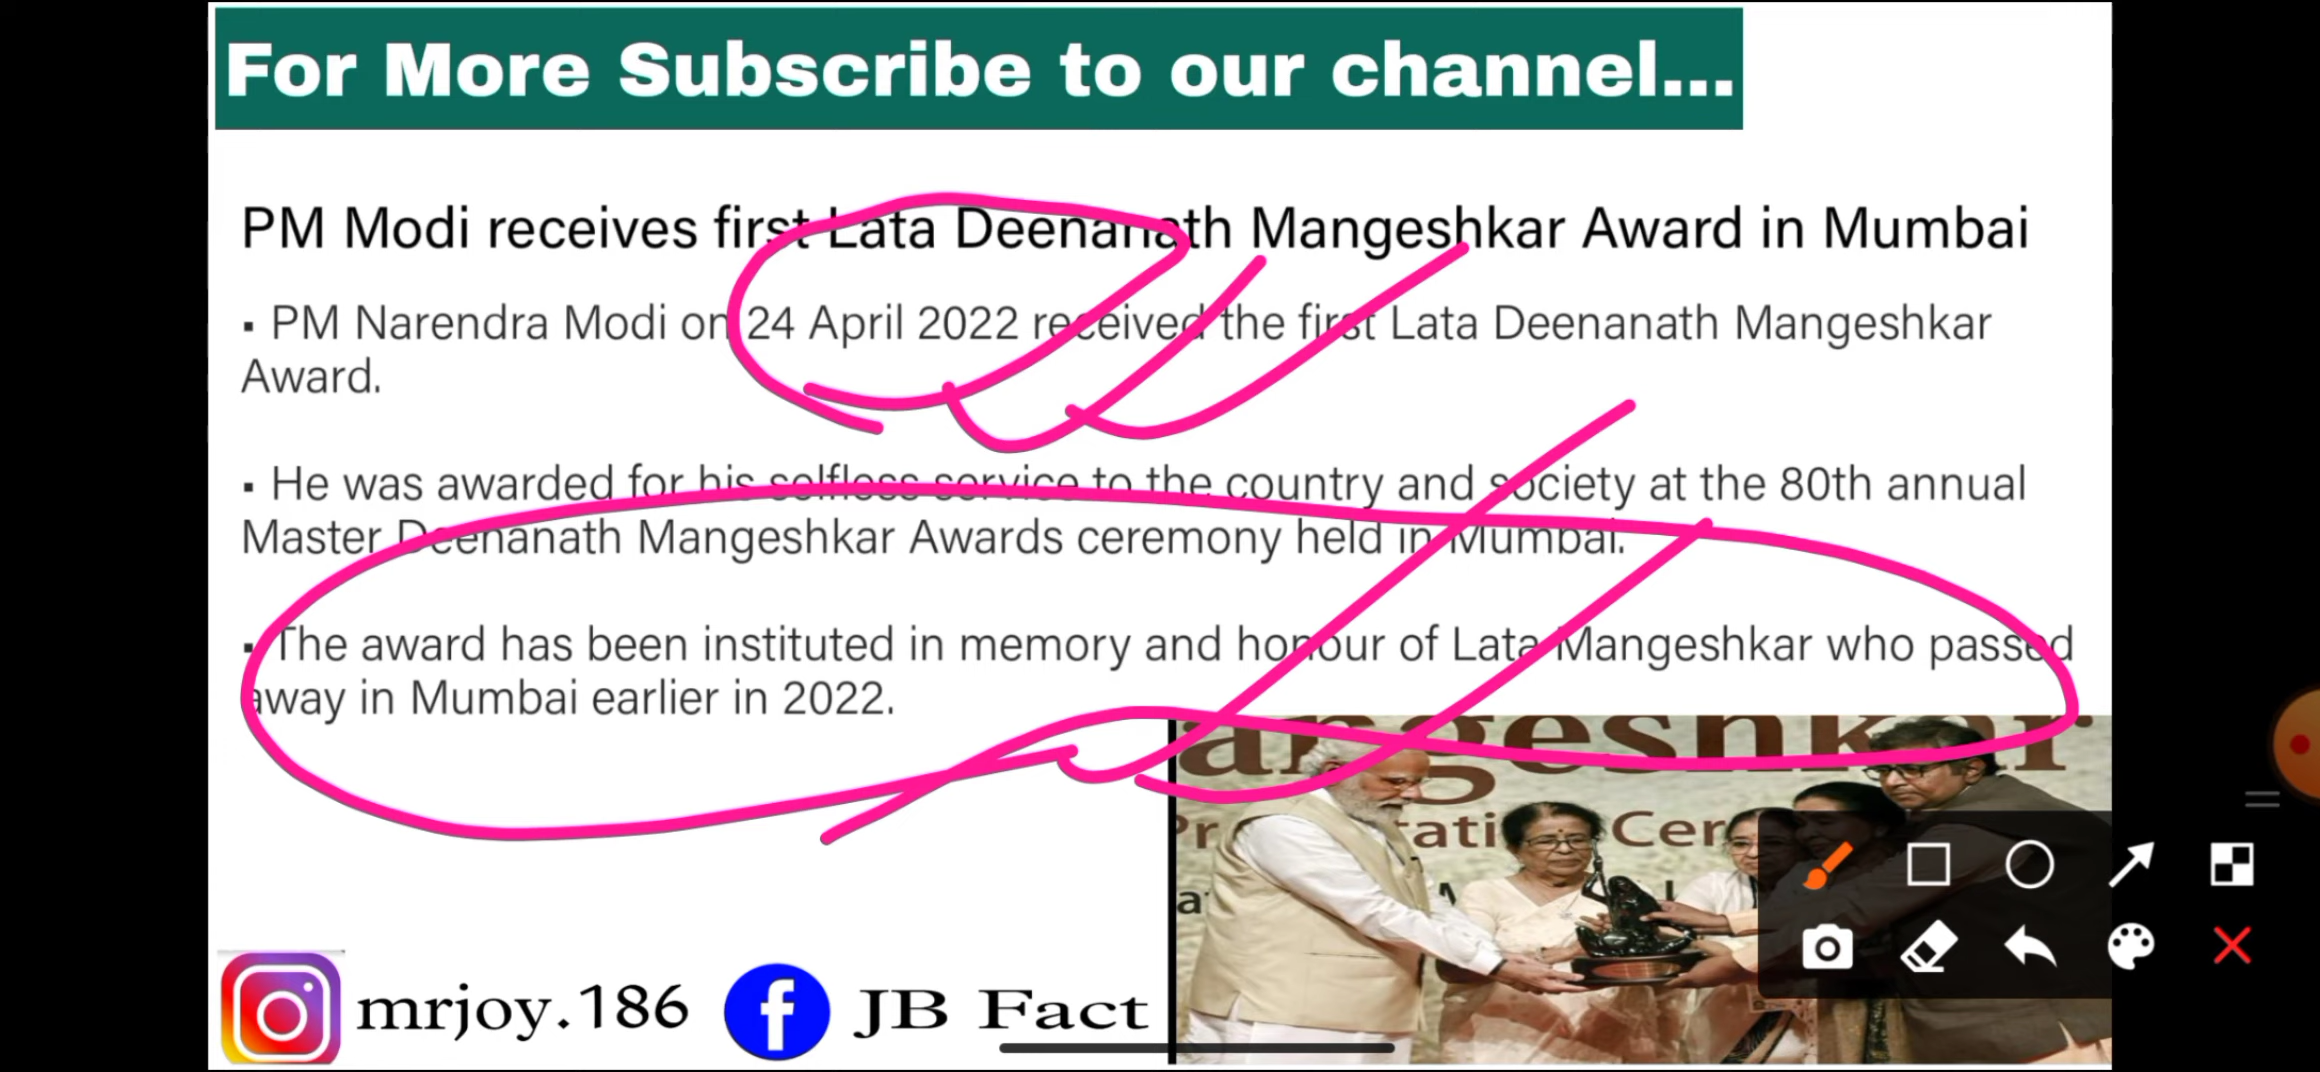 For More Subscribe to our channel...
PM Modi receives first Lata Deenanath Mangeshkar Award in Mumbai
▪ PM Narendra Modi on 24 April 2022 received the first Lata Deenanath Mangeshkar
Award.
▪ He was awarded for his selfless service to the country and society at the 80th annual
Master Deenanath Mangeshkar Awards ceremony held in Mumbai.
▪ The award has been instituted in memory and honour of Lata Mangeshkar who passed
away in Mumbai earlier in 2022.
angeshkar
mrjoy.186 JB Fact